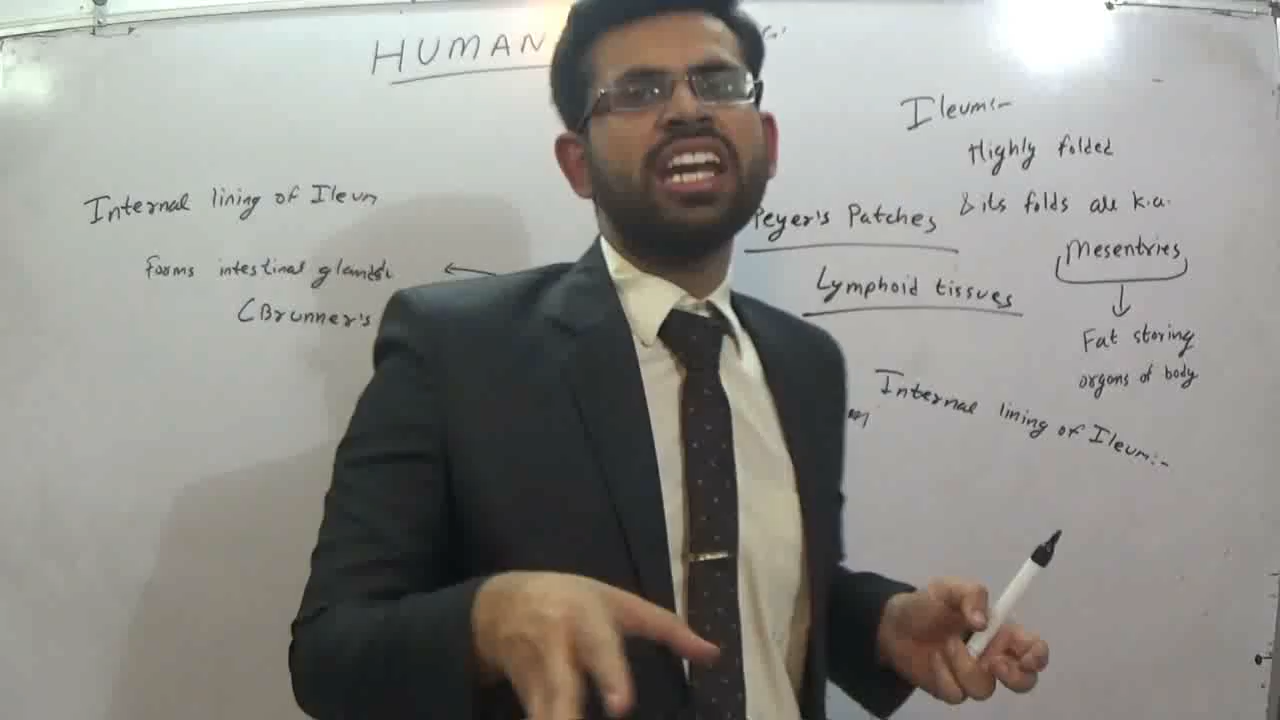 HUMAN
Internal lining of Ileum
forms intestinal glands
(Brunner's
Ileum:-
Highly folded
& its folds are k.a.
Mesentries
Fat storing
organs of body
Peyer's Patches
Lymphoid tissues
Internal lining of Ileum:-